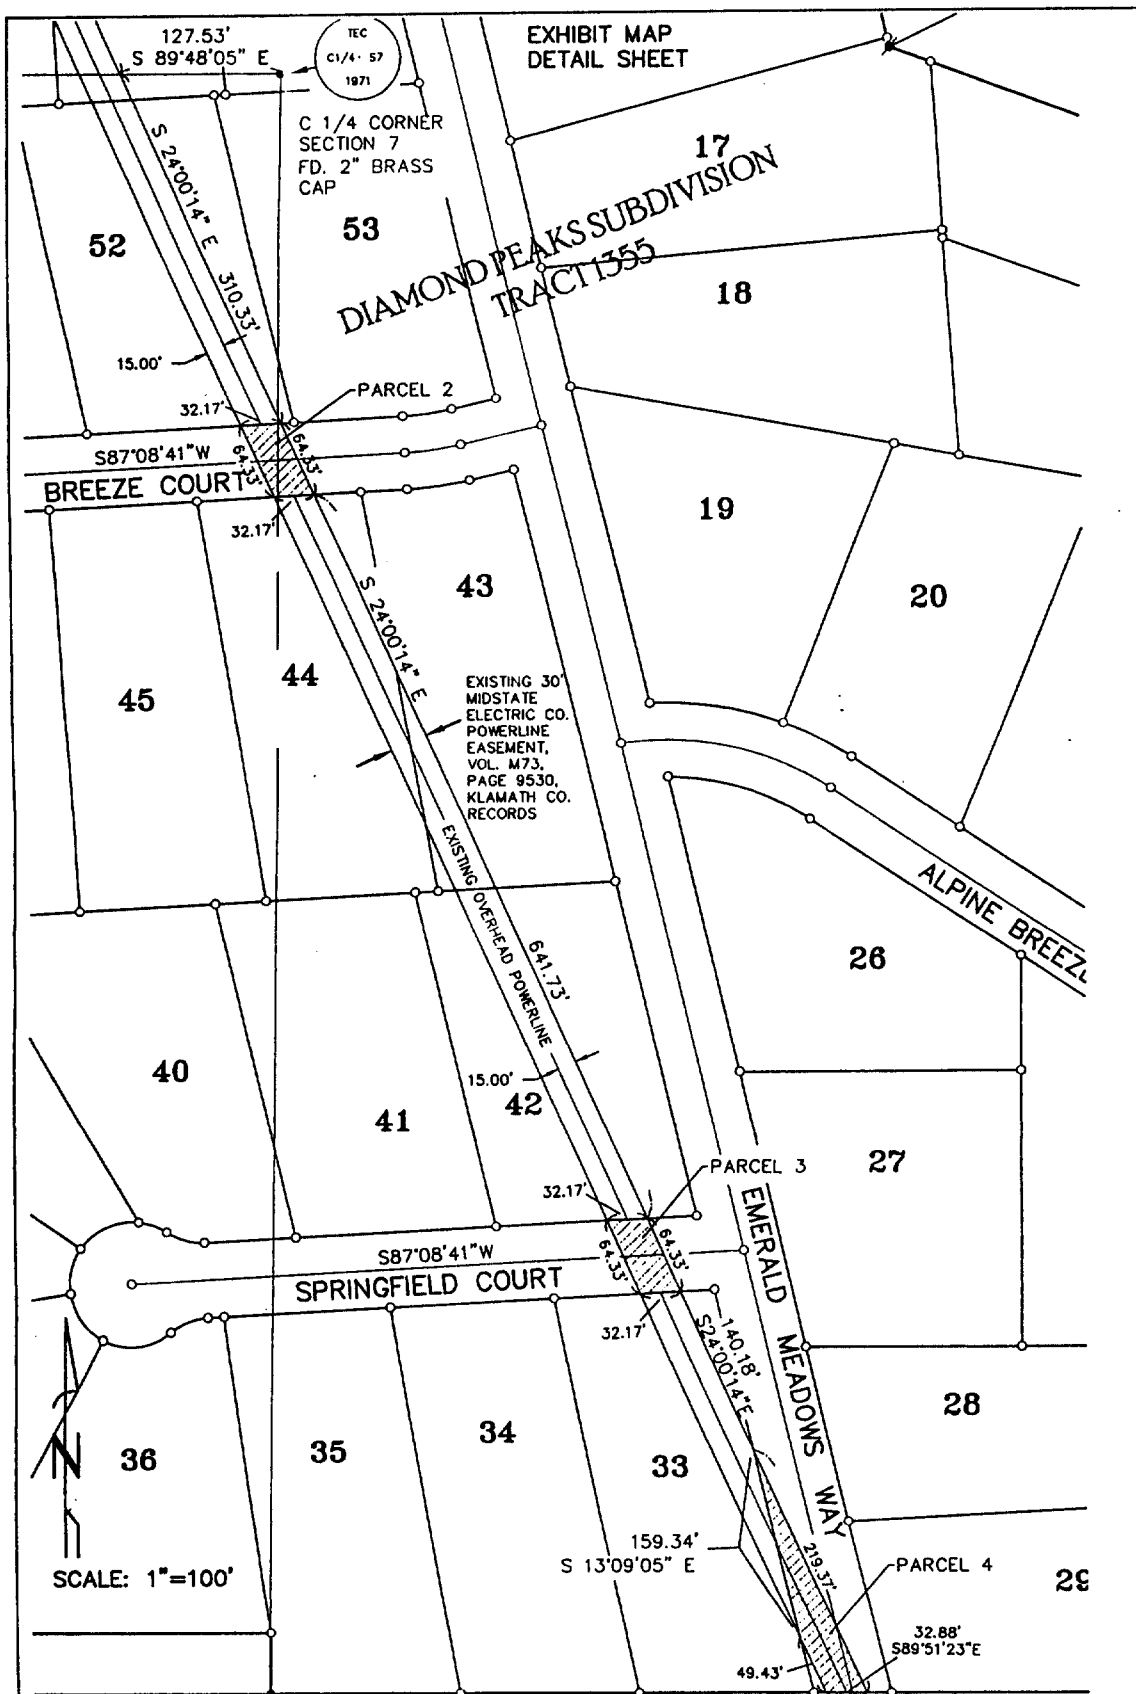 EXHIBIT MAP
DETAIL SHEET
127.53'
S 89°48'05" E
TEC
C1/4· S7
1971
C 1/4 CORNER
SECTION 7
FD. 2" BRASS
CAP
17
S 24°00'14" E 310.33'
52
53
DIAMOND PEAKS SUBDIVISION
TRACT 1355
18
15.00'
PARCEL 2
32.17'
64.33'
64.33'
S87°08'41"W
BREEZE COURT
32.17'
19
20
43
S 24°00'14" E
44
45
EXISTING 30'
MIDSTATE
ELECTRIC CO.
POWERLINE
EASEMENT,
VOL. M73,
PAGE 9530,
KLAMATH CO.
RECORDS
EXISTING OVERHEAD POWERLINE
ALPINE BREEZE
26
641.73'
40
15.00'
42
41
27
PARCEL 3
32.17'
64.33'
64.33'
EMERALD MEADOWS WAY
S87°08'41"W
SPRINGFIELD COURT
32.17'
140.18'
S24°00'14"E
28
34
35
36
33
N
159.34'
S 13°09'05" E
219.37'
PARCEL 4
SCALE: 1"=100'
29
32.88'
S89°51'23"E
49.43'